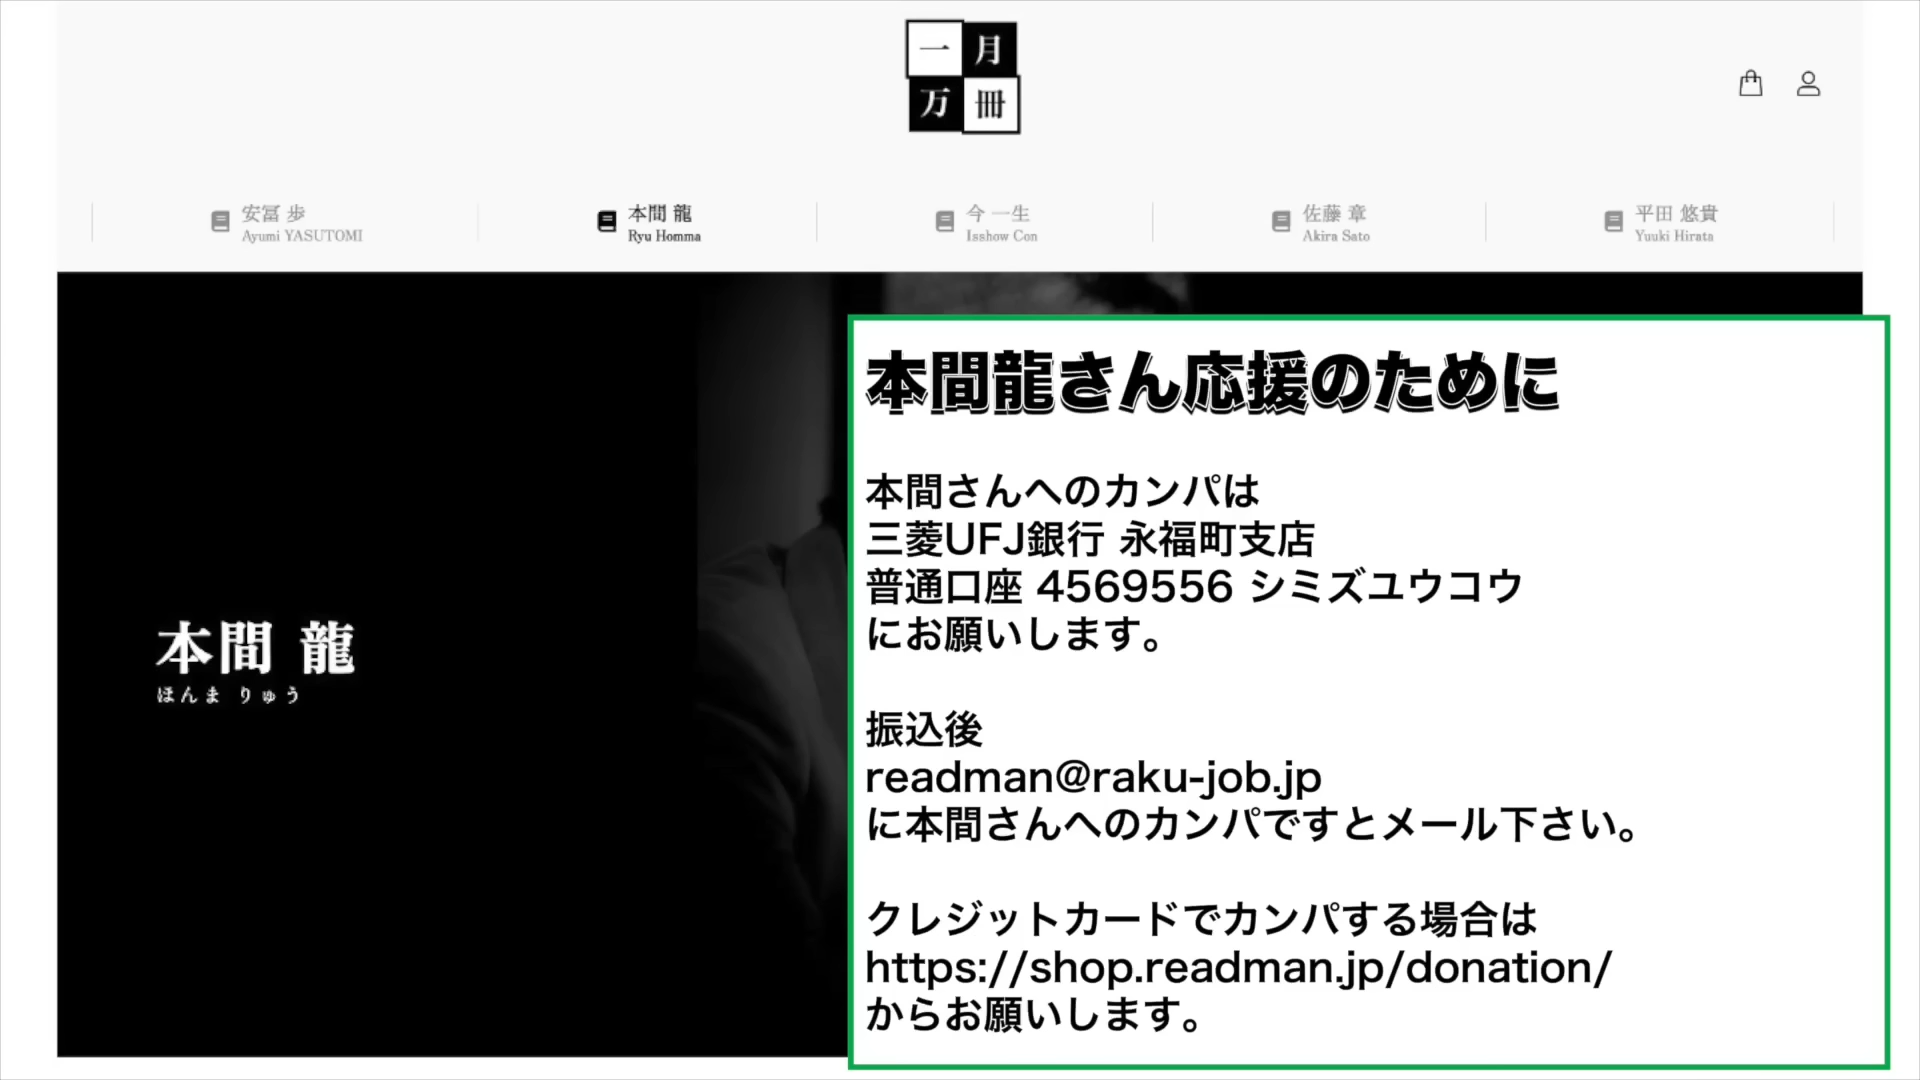 一月
万冊
安冨 歩
Ayumi YASUTOMI
本間 龍
Ryu Homma
今 一生
Isshow Con
佐藤 章
Akira Sato
平田 悠貴
Yuuki Hirata
本間 龍
ほんま りゅう
本間龍さん応援のために
本間さんへのカンパは
三菱UFJ銀行 永福町支店
普通口座 4569556 シミズユウコウ
にお願いします。
振込後
readman@raku-job.jp
に本間さんへのカンパですとメール下さい。
クレジットカードでカンパする場合は
https://shop.readman.jp/donation/
からお願いします。